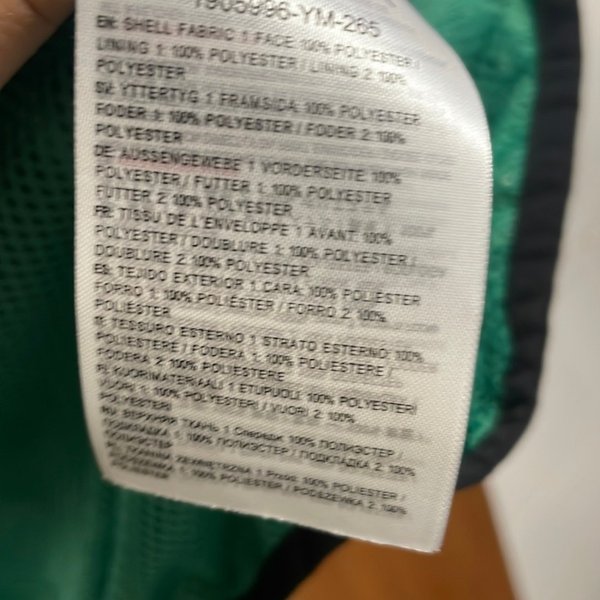 1905996-YM-265
EN: SHELL FABRIC 1 FACE: 100% POLYESTER /
LINING 1: 100% POLYESTER / LINING 2: 100%
POLYESTER
SV: YTTERTYG 1 FRAMSIDA: 100% POLYESTER
FODER 1: 100% POLYESTER / FODER 2: 100%
POLYESTER
DE: AUSSENGEWEBE 1 VORDERSEITE: 100%
POLYESTER / FUTTER 1: 100% POLYESTER
FUTTER 2: 100% POLYESTER
FR: TISSU DE L'ENVELOPPE 1 AVANT: 100%
POLYESTER / DOUBLURE 1: 100% POLYESTER /
DOUBLURE 2: 100% POLYESTER
ES: TEJIDO EXTERIOR 1 CARA: 100% POLIÉSTER
FORRO 1: 100% POLIÉSTER / FORRO 2: 100%
POLIÉSTER
IT: TESSURO ESTERNO 1 STRATO ESTERNO: 100%
POLIESTERE / FODERA 1: 100% POLIESTERE /
FODERA 2: 100% POLIESTERE
FI: KUORIMATERIAALI 1 ETUPUOLI: 100% POLYESTERI
VUORI 1: 100% POLYESTERI / VUORI 2: 100%
POLYESTERI
RU: ВЕРХНЯЯ ТКАНЬ 1 Спереди: 100% ПОЛИЭСТЕР /
ПОДКЛАДКА 1: 100% ПОЛИЭСТЕР / ПОДКЛАДКА 2: 100%
ПОЛИЭСТЕР
PL: TKANINA ZEWNĘTRZNA 1 Przód: 100% POLIESTER /
PODSZEWKA 1: 100% POLIESTER / PODSZEWKA 2: 100%